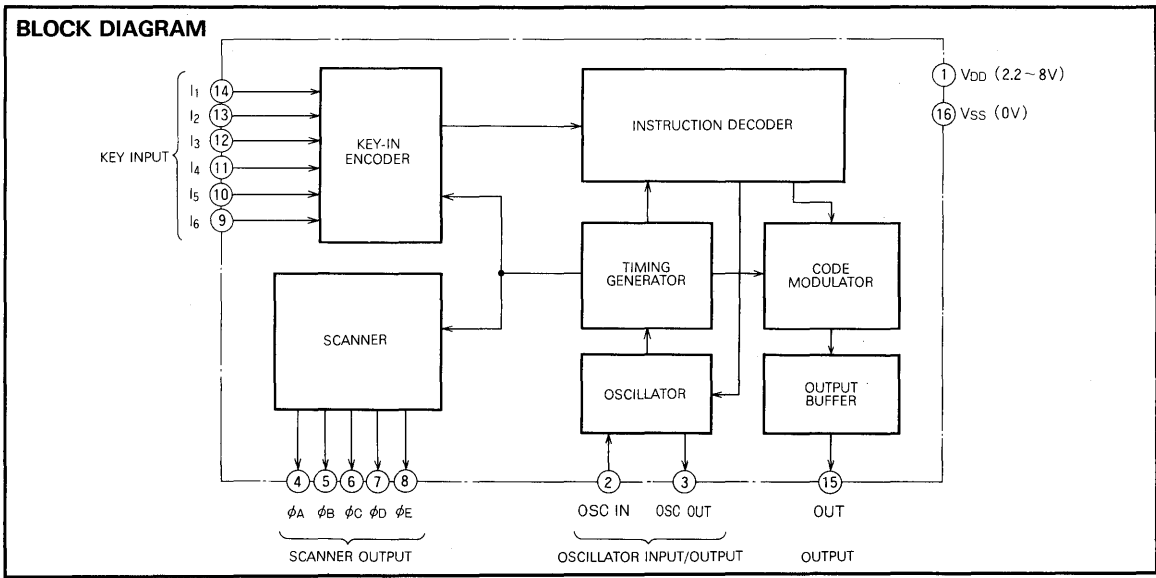 BLOCK DIAGRAM
1 VDD (2.2~8V)
16 VSS (0V)
KEY INPUT
I1 14
I2 13
I3 12
I4 11
I5 10
I6 9
KEY-IN
ENCODER
INSTRUCTION DECODER
SCANNER
TIMING
GENERATOR
CODE
MODULATOR
OSCILLATOR
OUTPUT
BUFFER
4 5 6 7 8 2 3 15
ϕA ϕB ϕC ϕD ϕE OSC IN OSC OUT OUT
SCANNER OUTPUT OSCILLATOR INPUT/OUTPUT OUTPUT